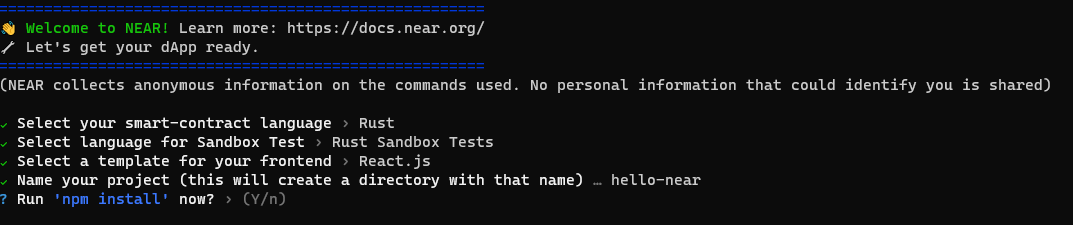 =======================================================
👋 Welcome to NEAR! Learn more: https://docs.near.org/
🔧 Let's get your dApp ready.
=======================================================
(NEAR collects anonymous information on the commands used. No personal information that could identify you is shared)
✓ Select your smart-contract language › Rust
✓ Select language for Sandbox Test › Rust Sandbox Tests
✓ Select a template for your frontend › React.js
✓ Name your project (this will create a directory with that name) … hello-near
? Run 'npm install' now? › (Y/n)